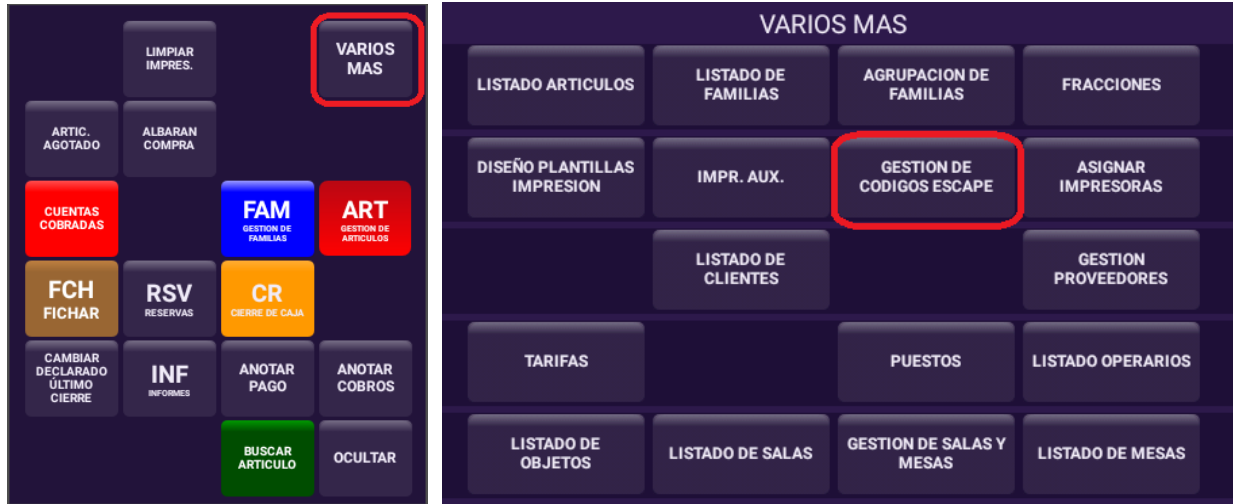 LIMPIAR
IMPRES.
VARIOS
MAS
ARTIC.
AGOTADO
ALBARAN
COMPRA
CUENTAS
COBRADAS
FAM
GESTION DE
FAMILIAS
ART
GESTION DE
ARTICULOS
FCH
FICHAR
RSV
RESERVAS
CR
CIERRE DE CAJA
CAMBIAR
DECLARADO
ÚLTIMO
CIERRE
INF
INFORMES
ANOTAR
PAGO
ANOTAR
COBROS
BUSCAR
ARTICULO
OCULTAR
VARIOS MAS
LISTADO ARTICULOS
LISTADO DE
FAMILIAS
AGRUPACION DE
FAMILIAS
FRACCIONES
DISEÑO PLANTILLAS
IMPRESION
IMPR. AUX.
GESTION DE
CODIGOS ESCAPE
ASIGNAR
IMPRESORAS
LISTADO DE
CLIENTES
GESTION
PROVEEDORES
TARIFAS
PUESTOS
LISTADO OPERARIOS
LISTADO DE
OBJETOS
LISTADO DE SALAS
GESTION DE SALAS Y
MESAS
LISTADO DE MESAS